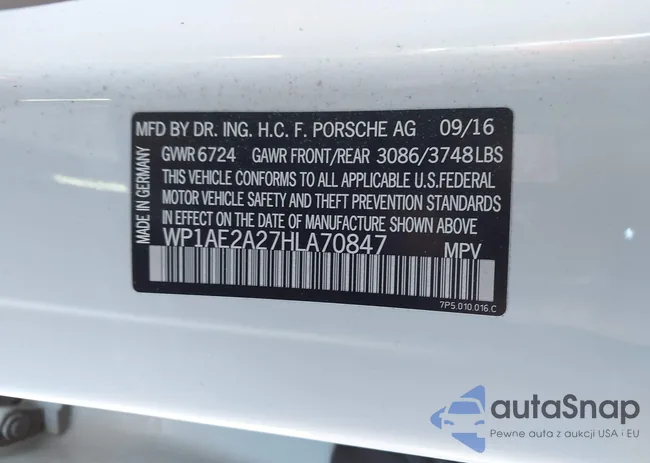 MFD BY DR. ING. H.C. F. PORSCHE AG 09/16
GVWR 6724 GAWR FRONT/REAR 3086/3748LBS
THIS VEHICLE CONFORMS TO ALL APPLICABLE U.S.FEDERAL
MOTOR VEHICLE SAFETY AND THEFT PREVENTION STANDARDS
IN EFFECT ON THE DATE OF MANUFACTURE SHOWN ABOVE.
WP1AE2A27HLA70847 MPV
MADE IN GERMANY
7P5.010.016.C
autaSnap
Pewne auta z aukcji USA i EU